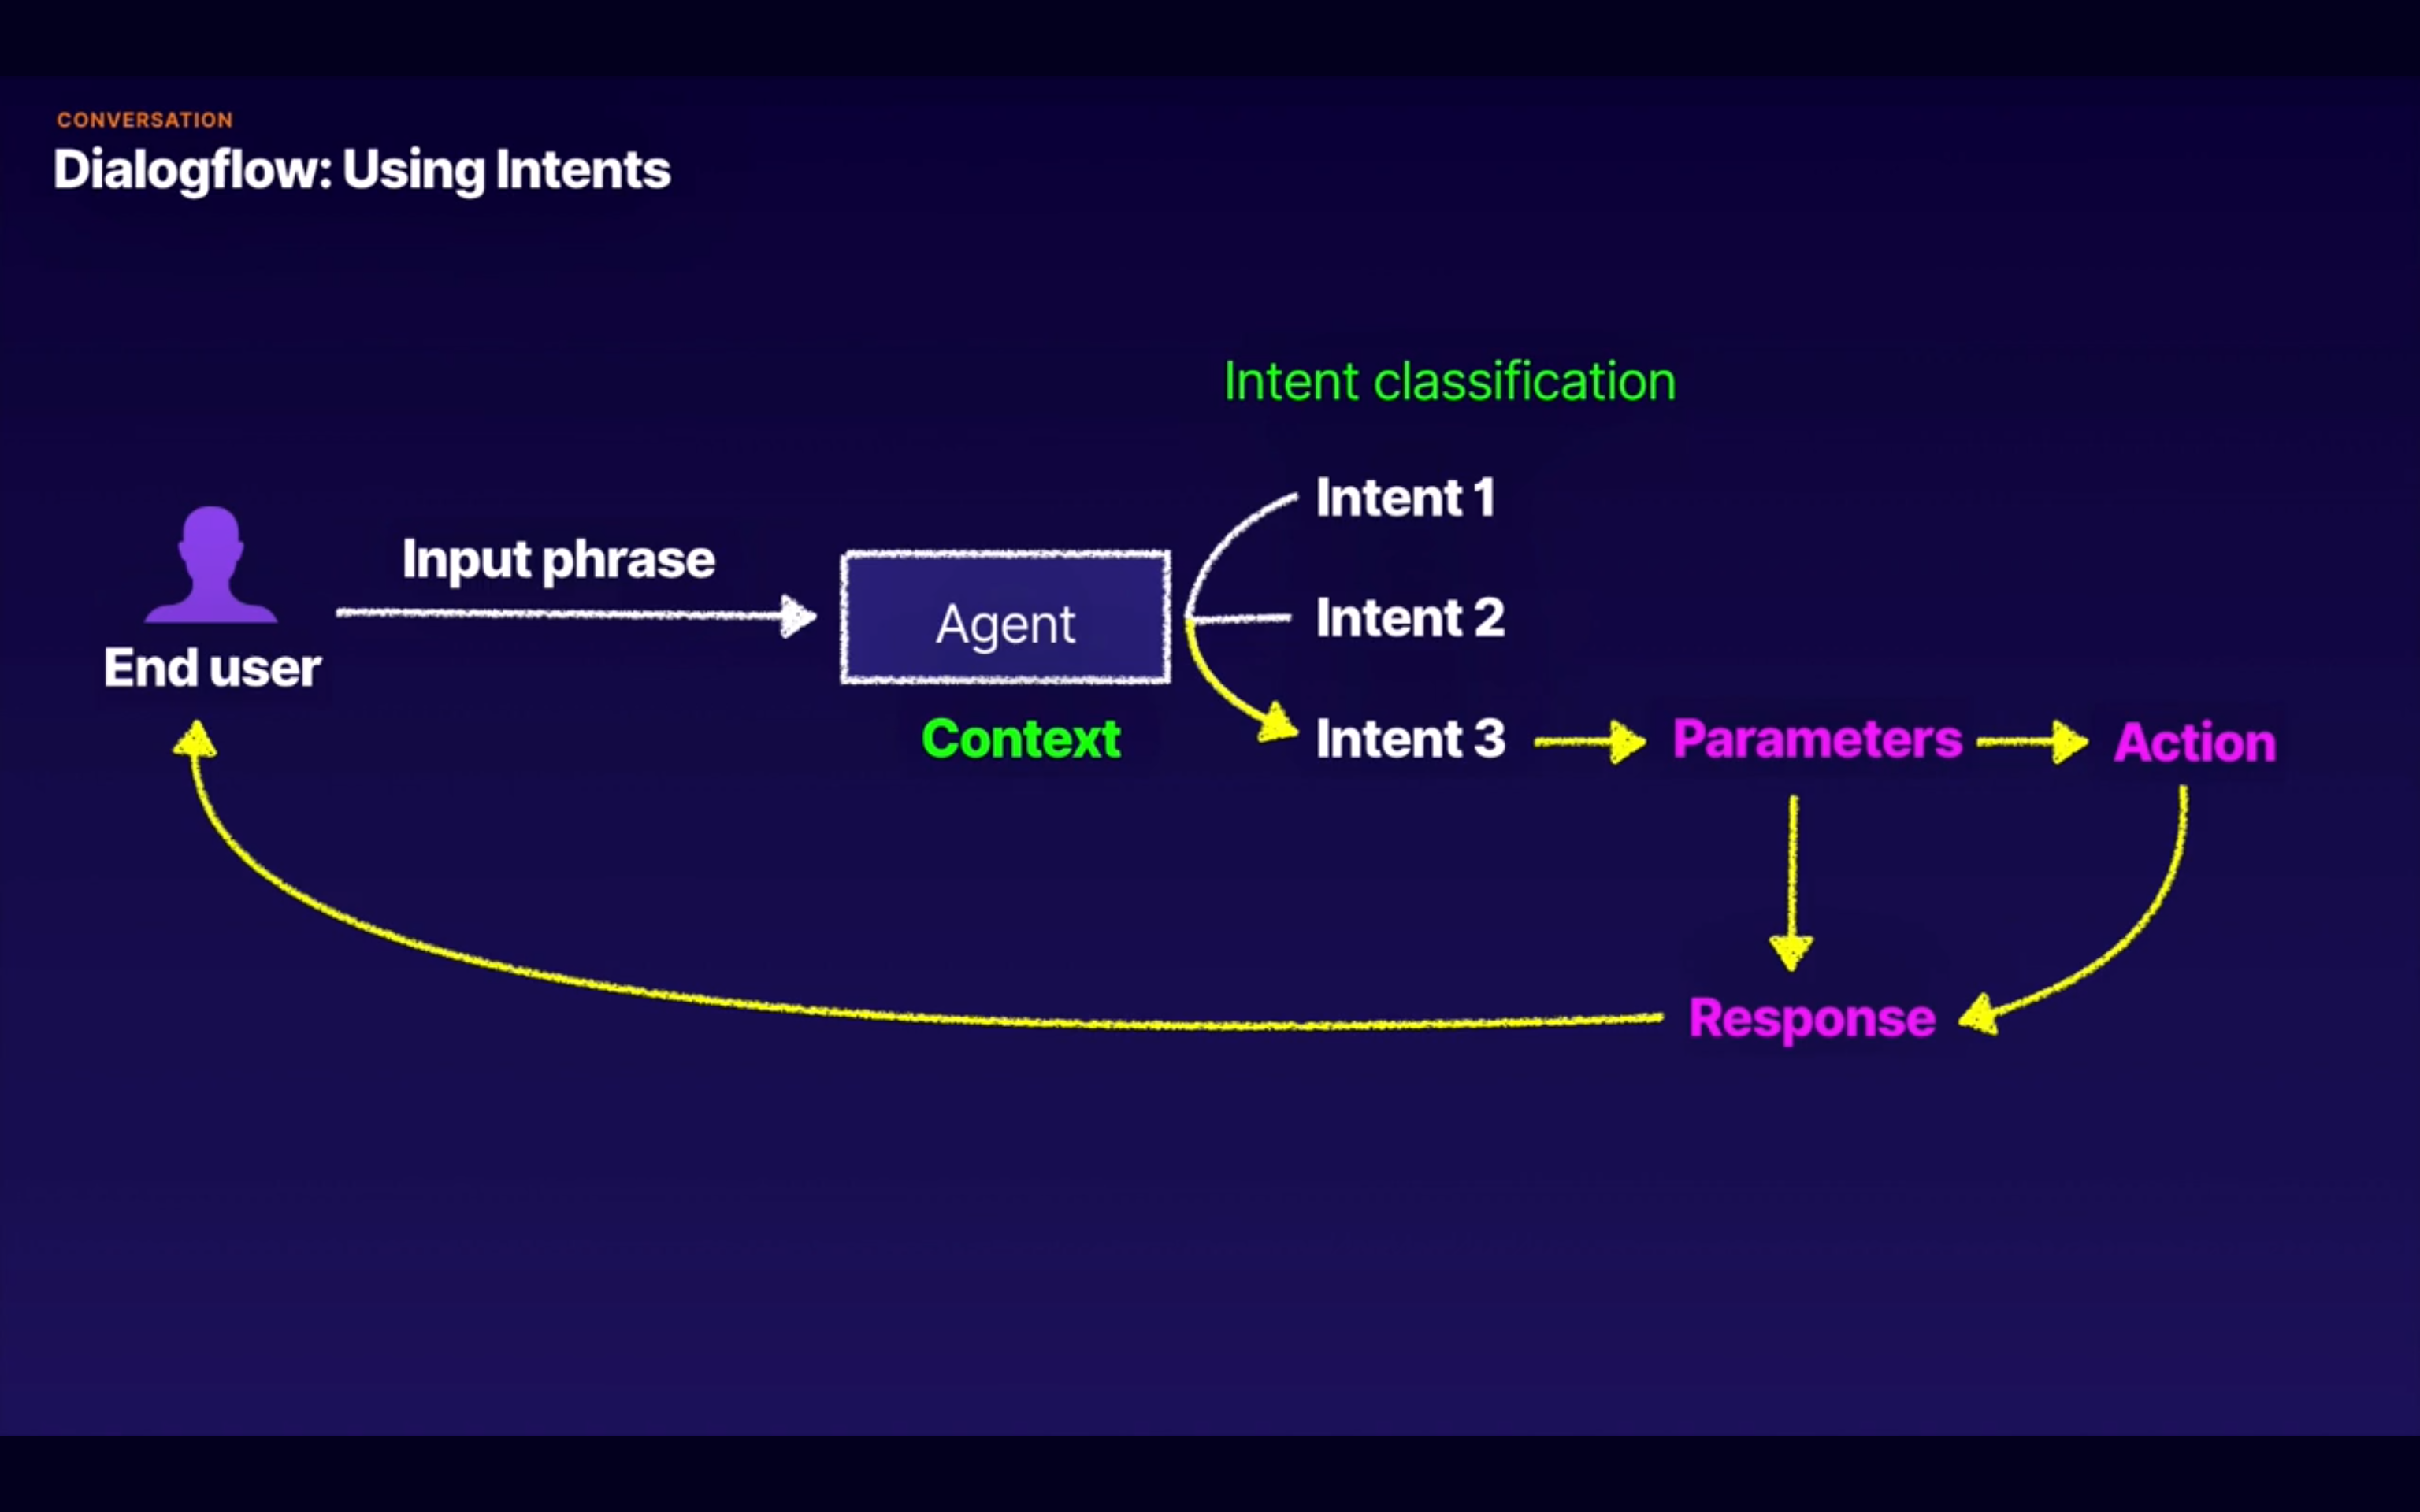 CONVERSATION
Dialogflow: Using Intents
Intent classification
Intent 1
Input phrase
Agent
Intent 2
End user
Context
Intent 3
Parameters
Action
Response